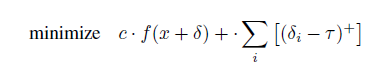 minimize c · f(x + δ) + · ∑_i [(δ_i − τ)^+]